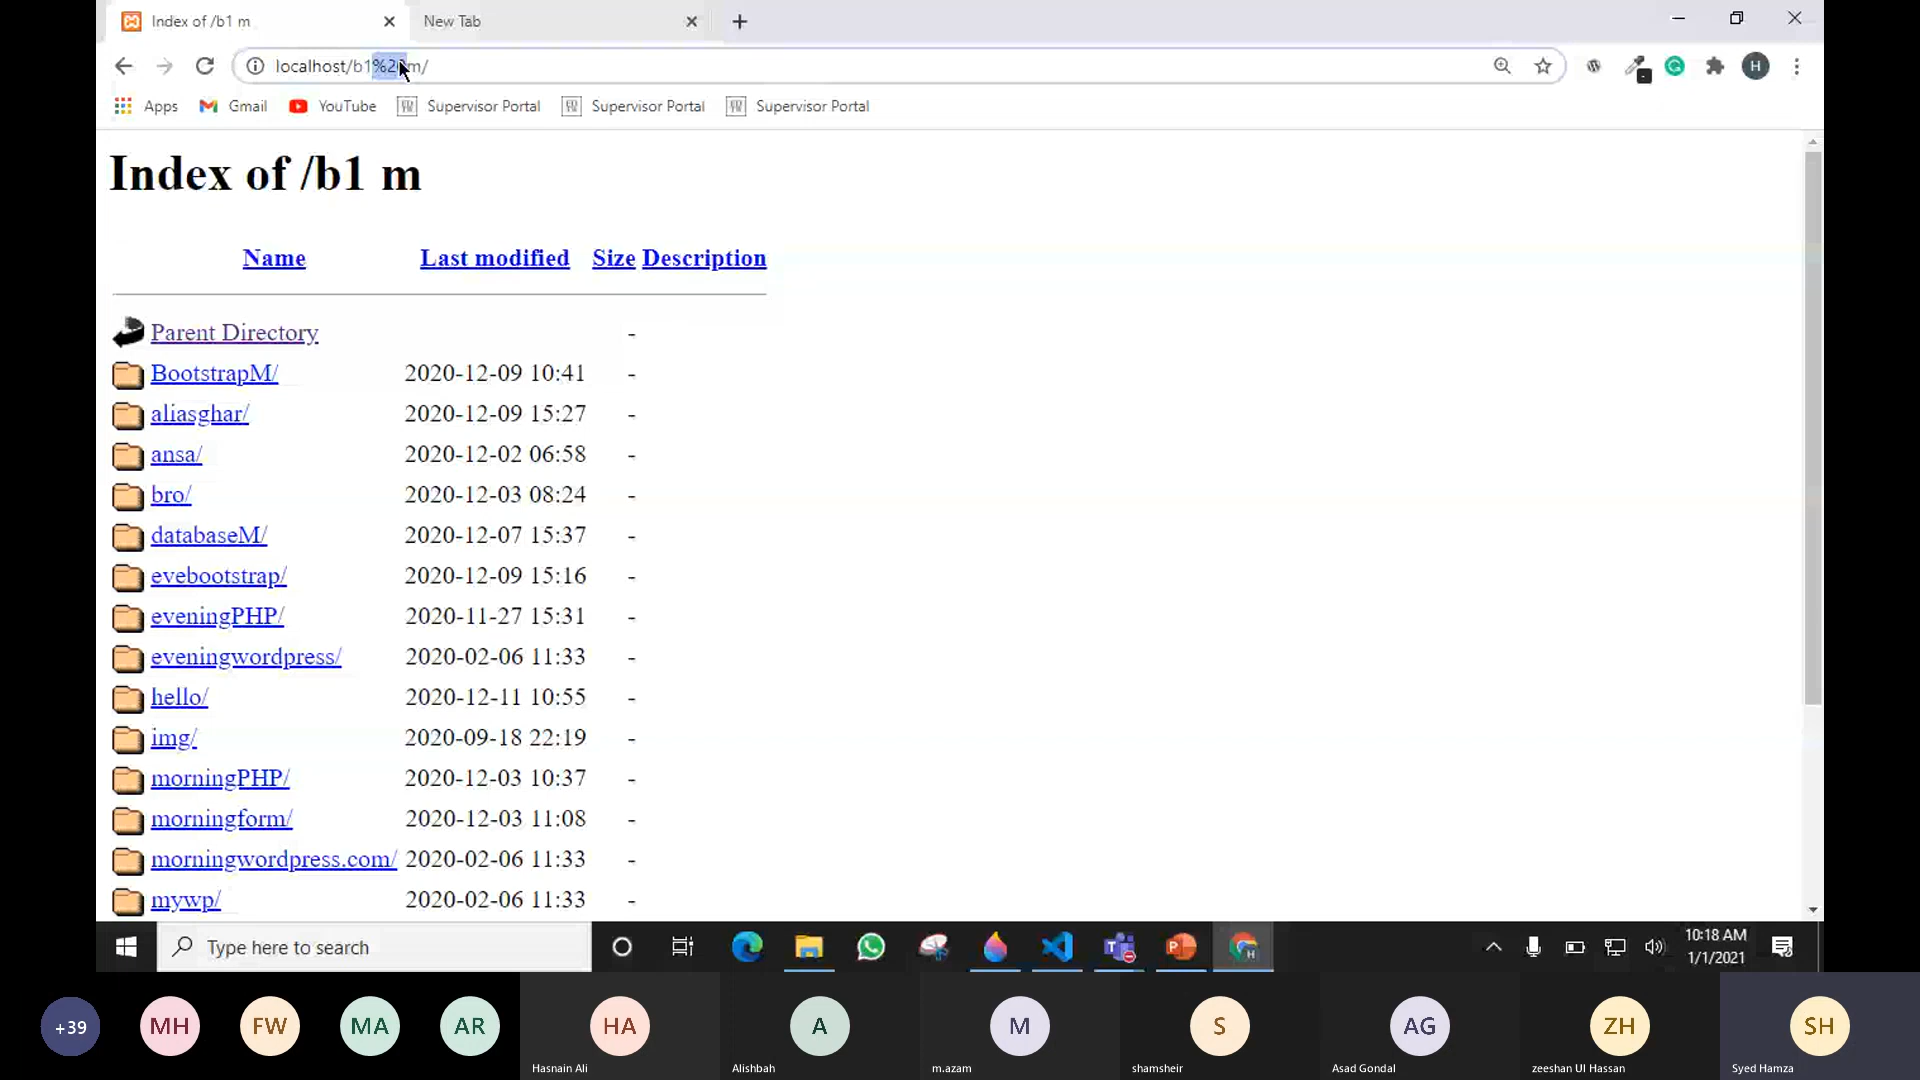 Index of /b1 m
New Tab
localhost/b1%20m/
H
Apps
Gmail
YouTube
Supervisor Portal
Supervisor Portal
Supervisor Portal
Index of /b1 m
Name Last modified Size Description
Parent Directory -
BootstrapM/ 2020-12-09 10:41 -
aliasghar/ 2020-12-09 15:27 -
ansa/ 2020-12-02 06:58 -
bro/ 2020-12-03 08:24 -
databaseM/ 2020-12-07 15:37 -
evebootstrap/ 2020-12-09 15:16 -
eveningPHP/ 2020-11-27 15:31 -
eveningwordpress/ 2020-02-06 11:33 -
hello/ 2020-12-11 10:55 -
img/ 2020-09-18 22:19 -
morningPHP/ 2020-12-03 10:37 -
morningform/ 2020-12-03 11:08 -
morningwordpress.com/ 2020-02-06 11:33 -
mywp/ 2020-02-06 11:33 -
Type here to search
10:18 AM
1/1/2021
+39
MH
FW
MA
AR
HA
A
M
S
AG
ZH
SH
Hasnain Ali
Alishbah
m.azam
shamsheir
Asad Gondal
zeeshan Ul Hassan
Syed Hamza